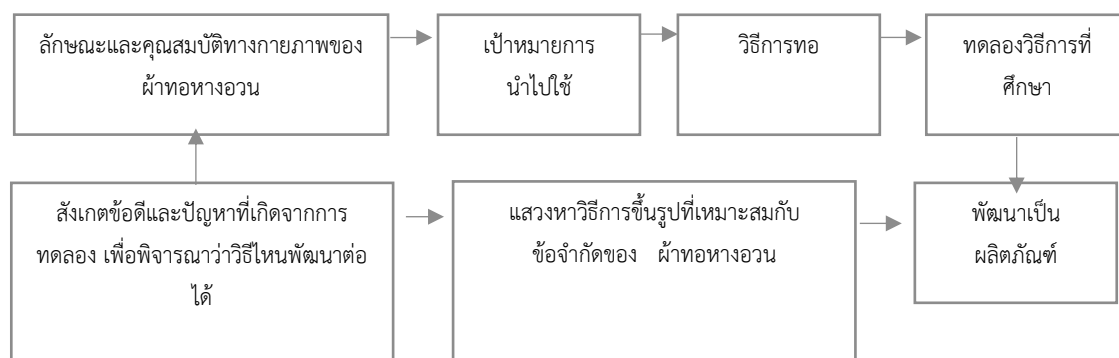 ลักษณะและคุณสมบัติทางกายภาพของ
ผ้าทอหางอวน
เป้าหมายการ
นำไปใช้
วิธีการทอ
ทดลองวิธีการที่
ศึกษา
สังเกตข้อดีและปัญหาที่เกิดจากการ
ทดลอง เพื่อพิจารณาว่าวิธีไหนพัฒนาต่อ
ได้
แสวงหาวิธีการขึ้นรูปที่เหมาะสมกับ
ข้อจำกัดของ ผ้าทอหางอวน
พัฒนาเป็น
ผลิตภัณฑ์